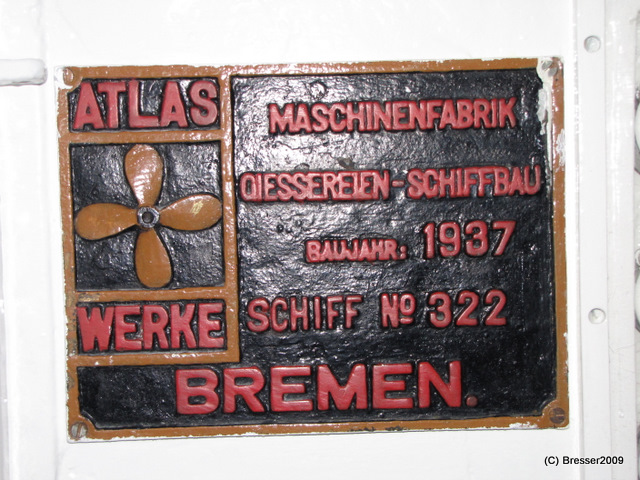 ATLAS
WERKE
MASCHINENFABRIK
GIESSEREIEN-SCHIFFBAU
BAUJAHR: 1937
SCHIFF No 322
BREMEN.
(C) Bresser2009